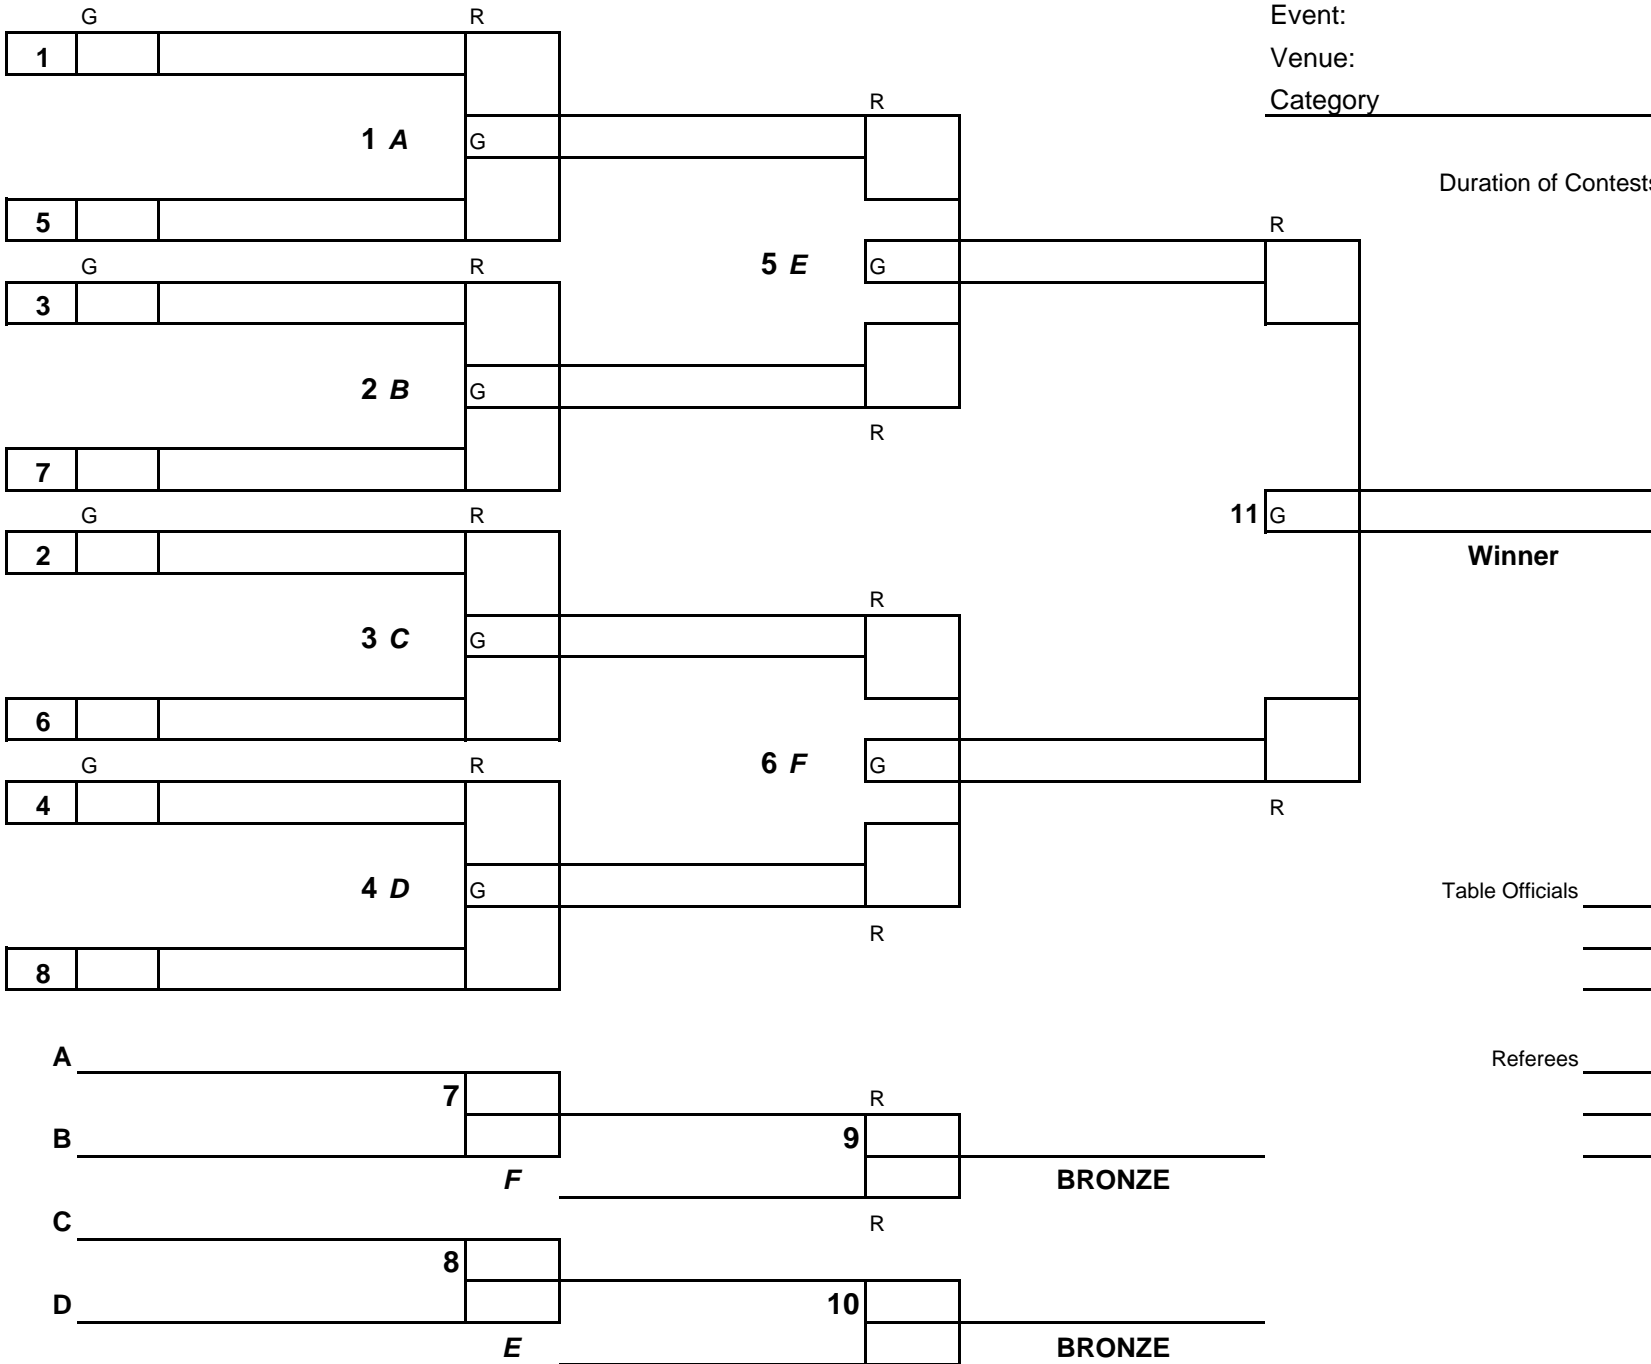 G R Event:
1 Venue:
R Category
1 A G
Duration of Contests
5 R
G R 5 E G
3
2 B G
R
7
G R 11 G
2 Winner
R
3 C G
6
G R 6 F G
4 R
4 D G Table Officials
R
8
A Referees
7 R
B 9
F BRONZE
C R
8
D 10
E BRONZE